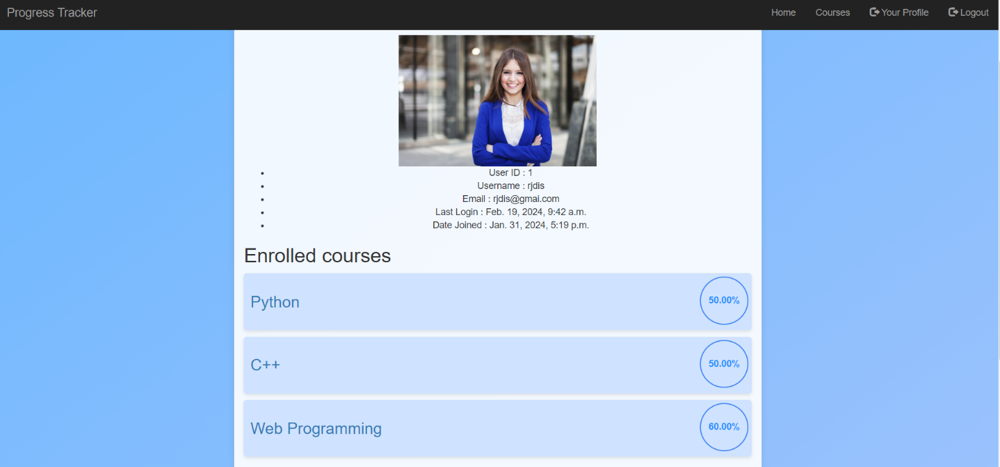 Progress Tracker
Home Courses Your Profile Logout
User ID : 1
Username : rjdis
Email : rjdis@gmai.com
Last Login : Feb. 19, 2024, 9:42 a.m.
Date Joined : Jan. 31, 2024, 5:19 p.m.
Enrolled courses
Python 50.00%
C++ 50.00%
Web Programming 60.00%